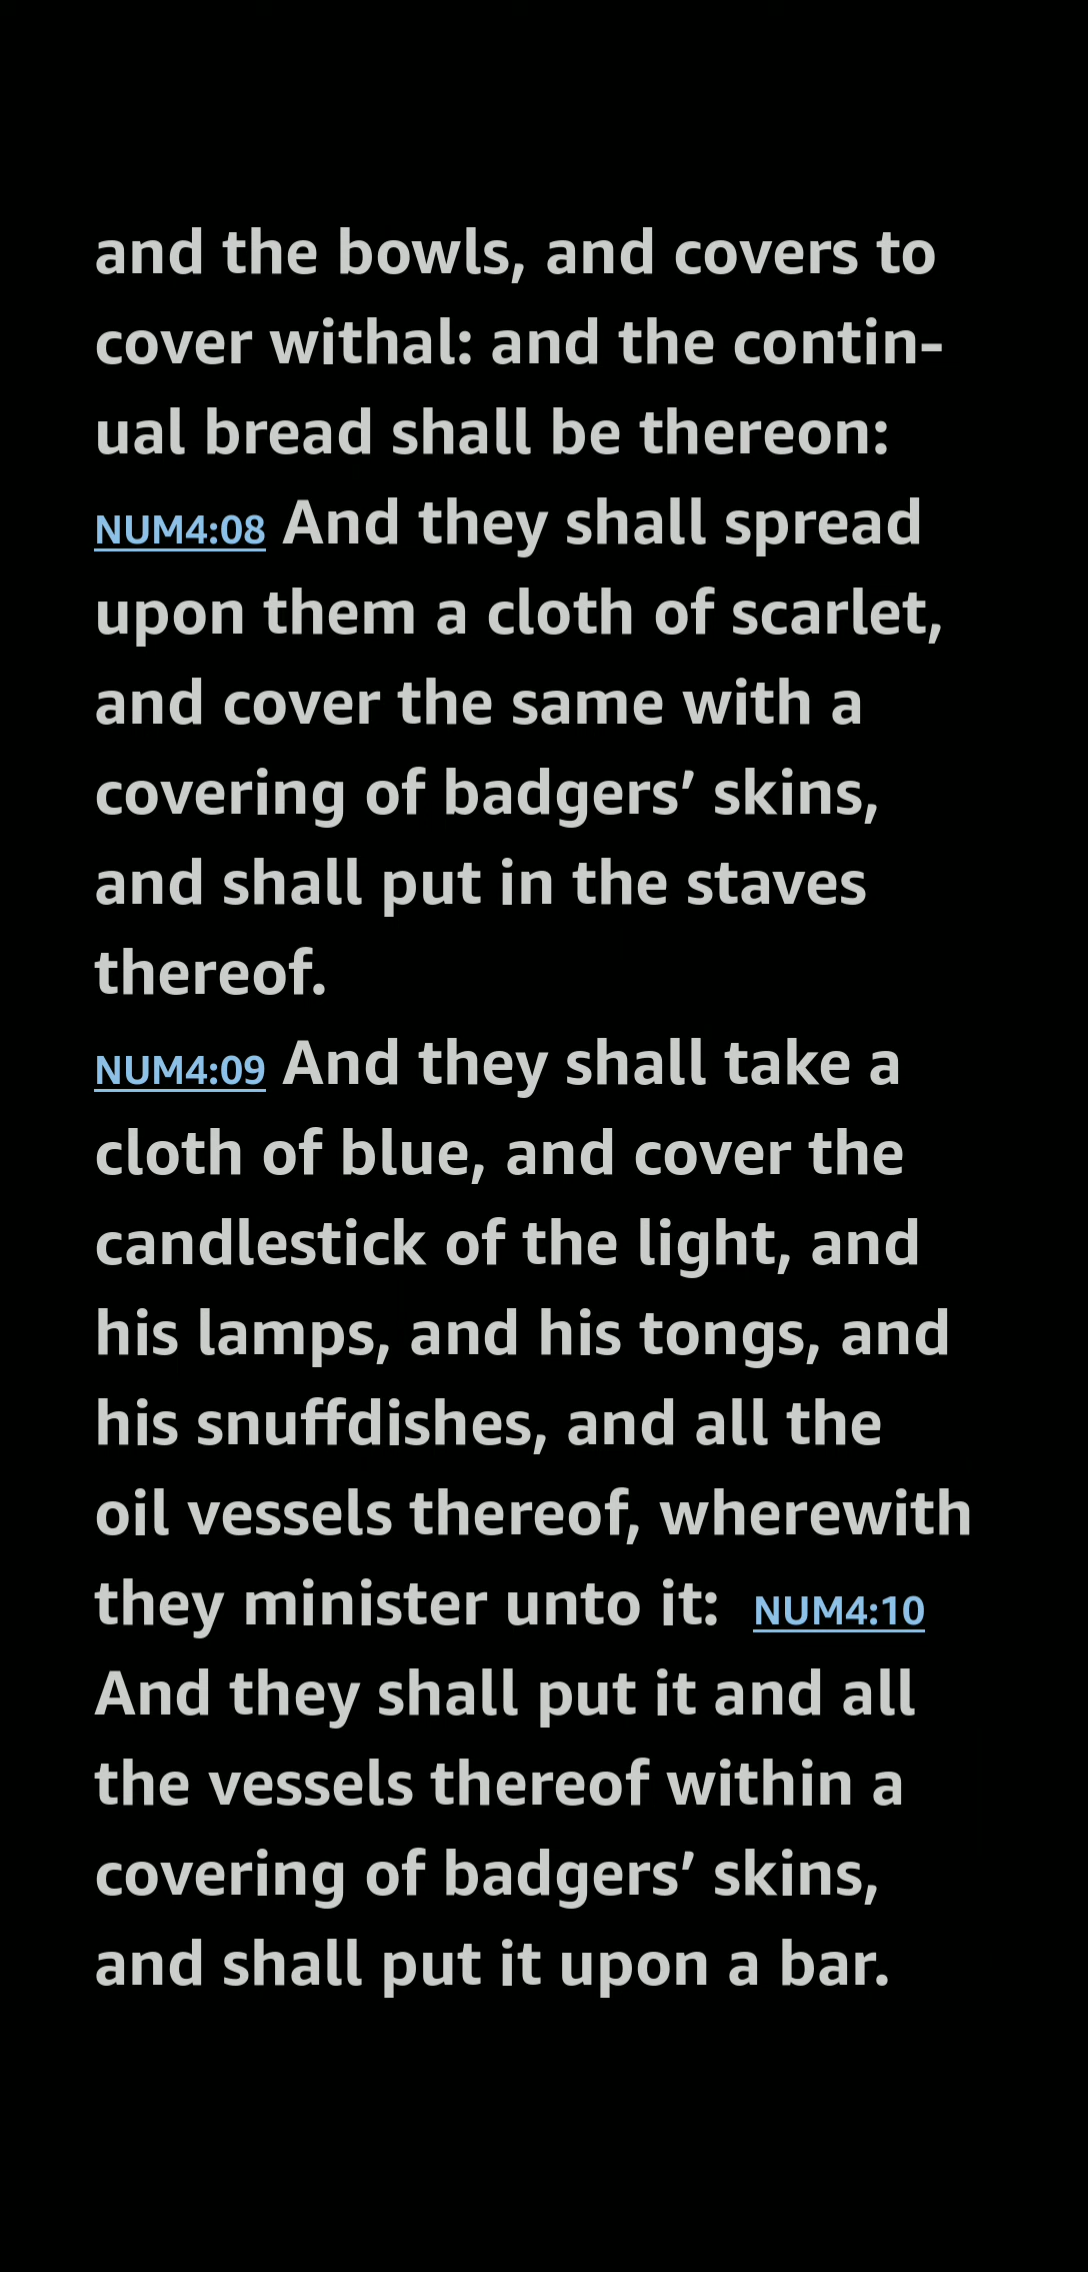 and the bowls, and covers to
cover withal: and the contin-
ual bread shall be thereon:
NUM4:08 And they shall spread
upon them a cloth of scarlet,
and cover the same with a
covering of badgers’ skins,
and shall put in the staves
thereof.
NUM4:09 And they shall take a
cloth of blue, and cover the
candlestick of the light, and
his lamps, and his tongs, and
his snuffdishes, and all the
oil vessels thereof, wherewith
they minister unto it: NUM4:10
And they shall put it and all
the vessels thereof within a
covering of badgers’ skins,
and shall put it upon a bar.